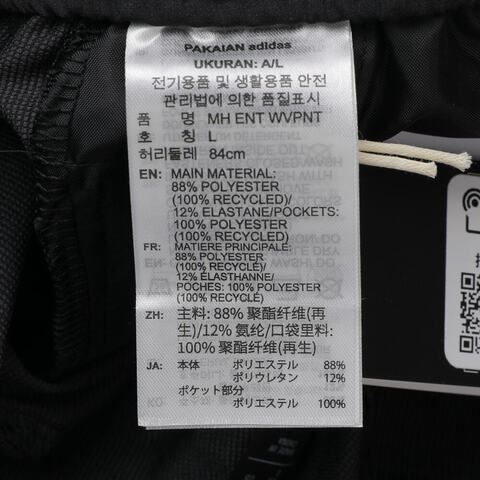 PAKAIAN adidas
UKURAN: A/L
전기용품 및 생활용품 안전
관리법에 의한 품질표시
품 명 MH ENT WVPNT
호 칭 L
허리둘레 84cm
EN: MAIN MATERIAL:
88% POLYESTER
(100% RECYCLED)/
12% ELASTANE/POCKETS:
100% POLYESTER
(100% RECYCLED)
FR: MATIERE PRINCIPALE:
88% POLYESTER
(100% RECYCLÉ)/
12% ÉLASTHANNE/
POCHES: 100% POLYESTER
(100% RECYCLÉ)
ZH: 主料: 88% 聚酯纤维(再
生)/12% 氨纶/口袋里料:
100% 聚酯纤维(再生)
JA: 本体 ポリエステル 88%
ポリウレタン 12%
ポケット部分
ポリエステル 100%